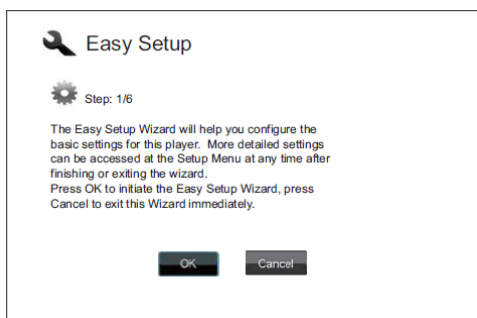 Easy Setup
Step: 1/6
The Easy Setup Wizard will help you configure the
basic settings for this player.  More detailed settings
can be accessed at the Setup Menu at any time after
finishing or exiting the wizard.
Press OK to initiate the Easy Setup Wizard, press
Cancel to exit this Wizard immediately.
OK
Cancel